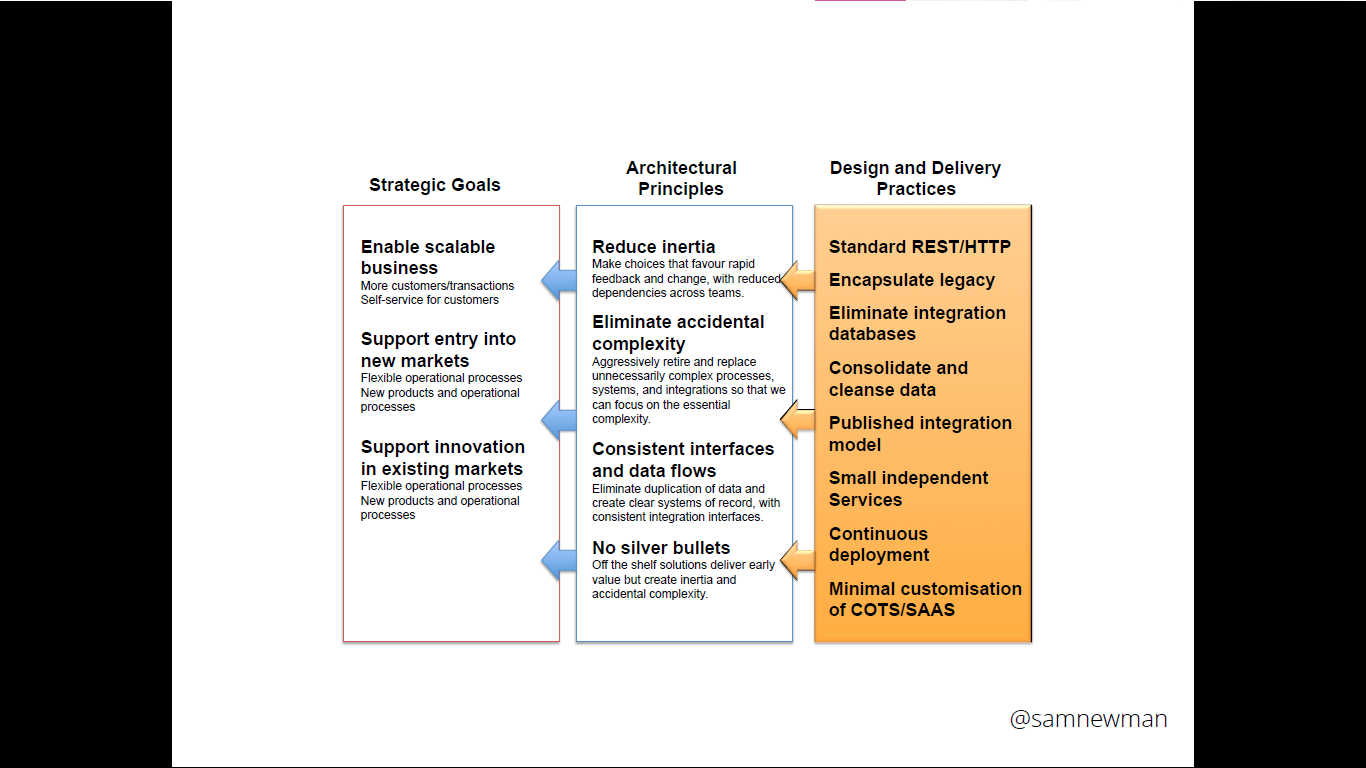 Strategic Goals
Enable scalable
business
More customers/transactions
Self-service for customers
Support entry into
new markets
Flexible operational processes
New products and operational
processes
Support innovation
in existing markets
Flexible operational processes
New products and operational
processes
Architectural
Principles
Reduce inertia
Make choices that favour rapid
feedback and change, with reduced
dependencies across teams.
Eliminate accidental
complexity
Aggressively retire and replace
unnecessarily complex processes,
systems, and integrations so that we
can focus on the essential
complexity.
Consistent interfaces
and data flows
Eliminate duplication of data and
create clear systems of record, with
consistent integration interfaces.
No silver bullets
Off the shelf solutions deliver early
value but create inertia and
accidental complexity.
Design and Delivery
Practices
Standard REST/HTTP
Encapsulate legacy
Eliminate integration
databases
Consolidate and
cleanse data
Published integration
model
Small independent
Services
Continuous
deployment
Minimal customisation
of COTS/SAAS
@samnewman